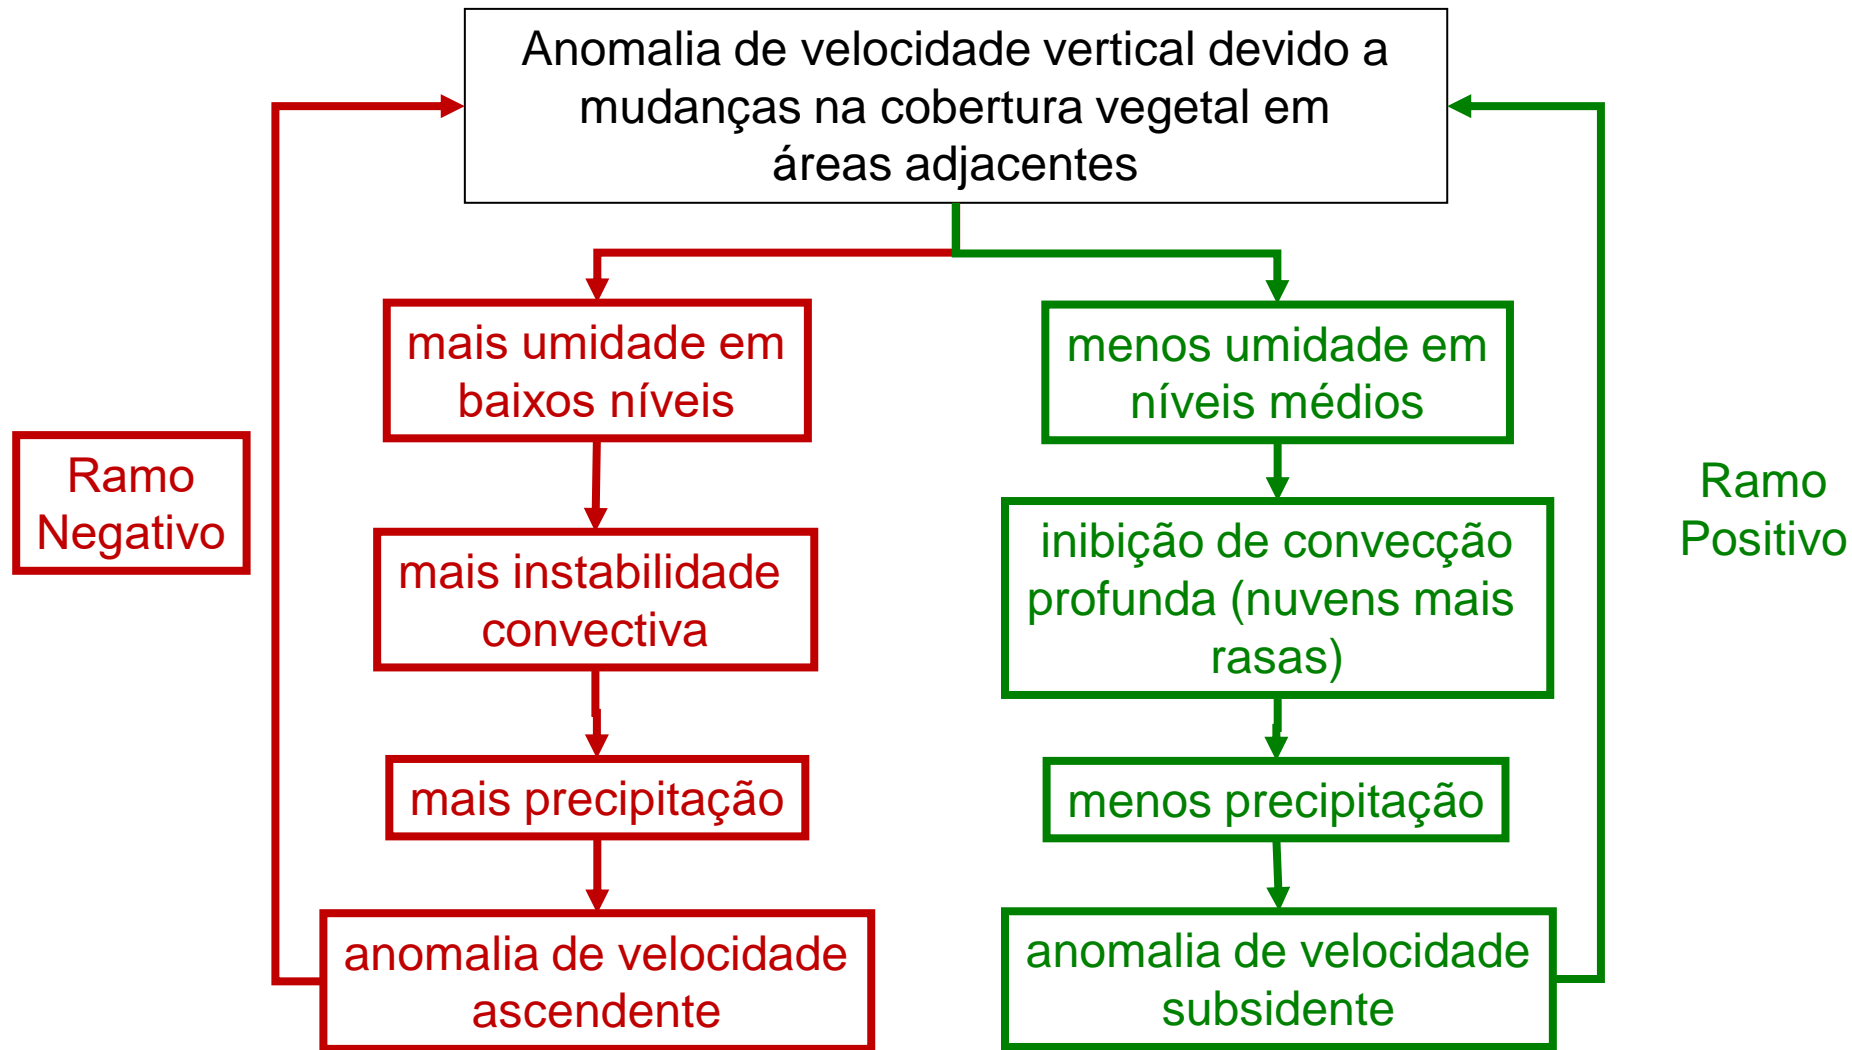 Anomalia de velocidade vertical devido a
mudanças na cobertura vegetal em
áreas adjacentes
Ramo
Negativo
mais umidade em
baixos níveis
mais instabilidade
convectiva
mais precipitação
anomalia de velocidade
ascendente
menos umidade em
níveis médios
inibição de convecção
profunda (nuvens mais
rasas)
menos precipitação
anomalia de velocidade
subsidente
Ramo
Positivo